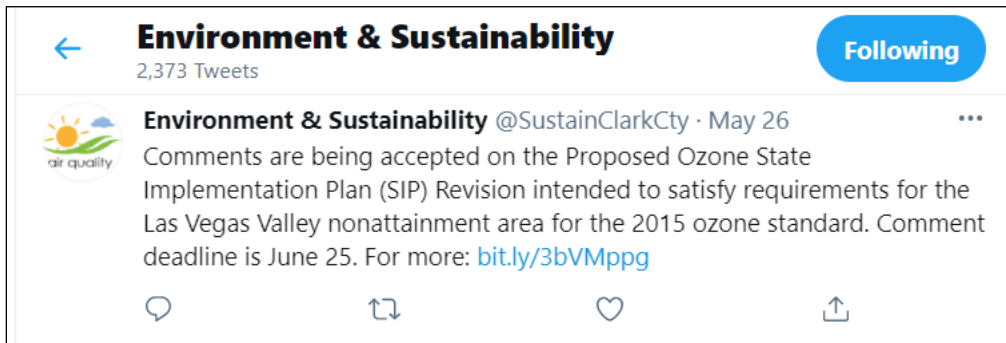 Environment & Sustainability
2,373 Tweets
Following
Environment & Sustainability @SustainClarkCty · May 26
air quality
Comments are being accepted on the Proposed Ozone State
Implementation Plan (SIP) Revision intended to satisfy requirements for the
Las Vegas Valley nonattainment area for the 2015 ozone standard. Comment
deadline is June 25. For more: bit.ly/3bVMppg